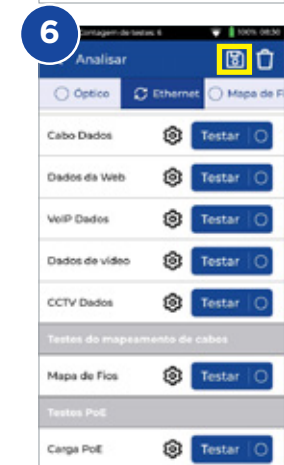 6
Contagem de testes: 6 100% 08:30
Analisar
Óptico Ethernet Mapa de Fi
Cabo Dados Testar
Dados da Web Testar
VoIP Dados Testar
Dados de vídeo Testar
CCTV Dados Testar
Testes do mapeamento de cabos
Mapa de Fios Testar
Testes PoE
Carga PoE Testar